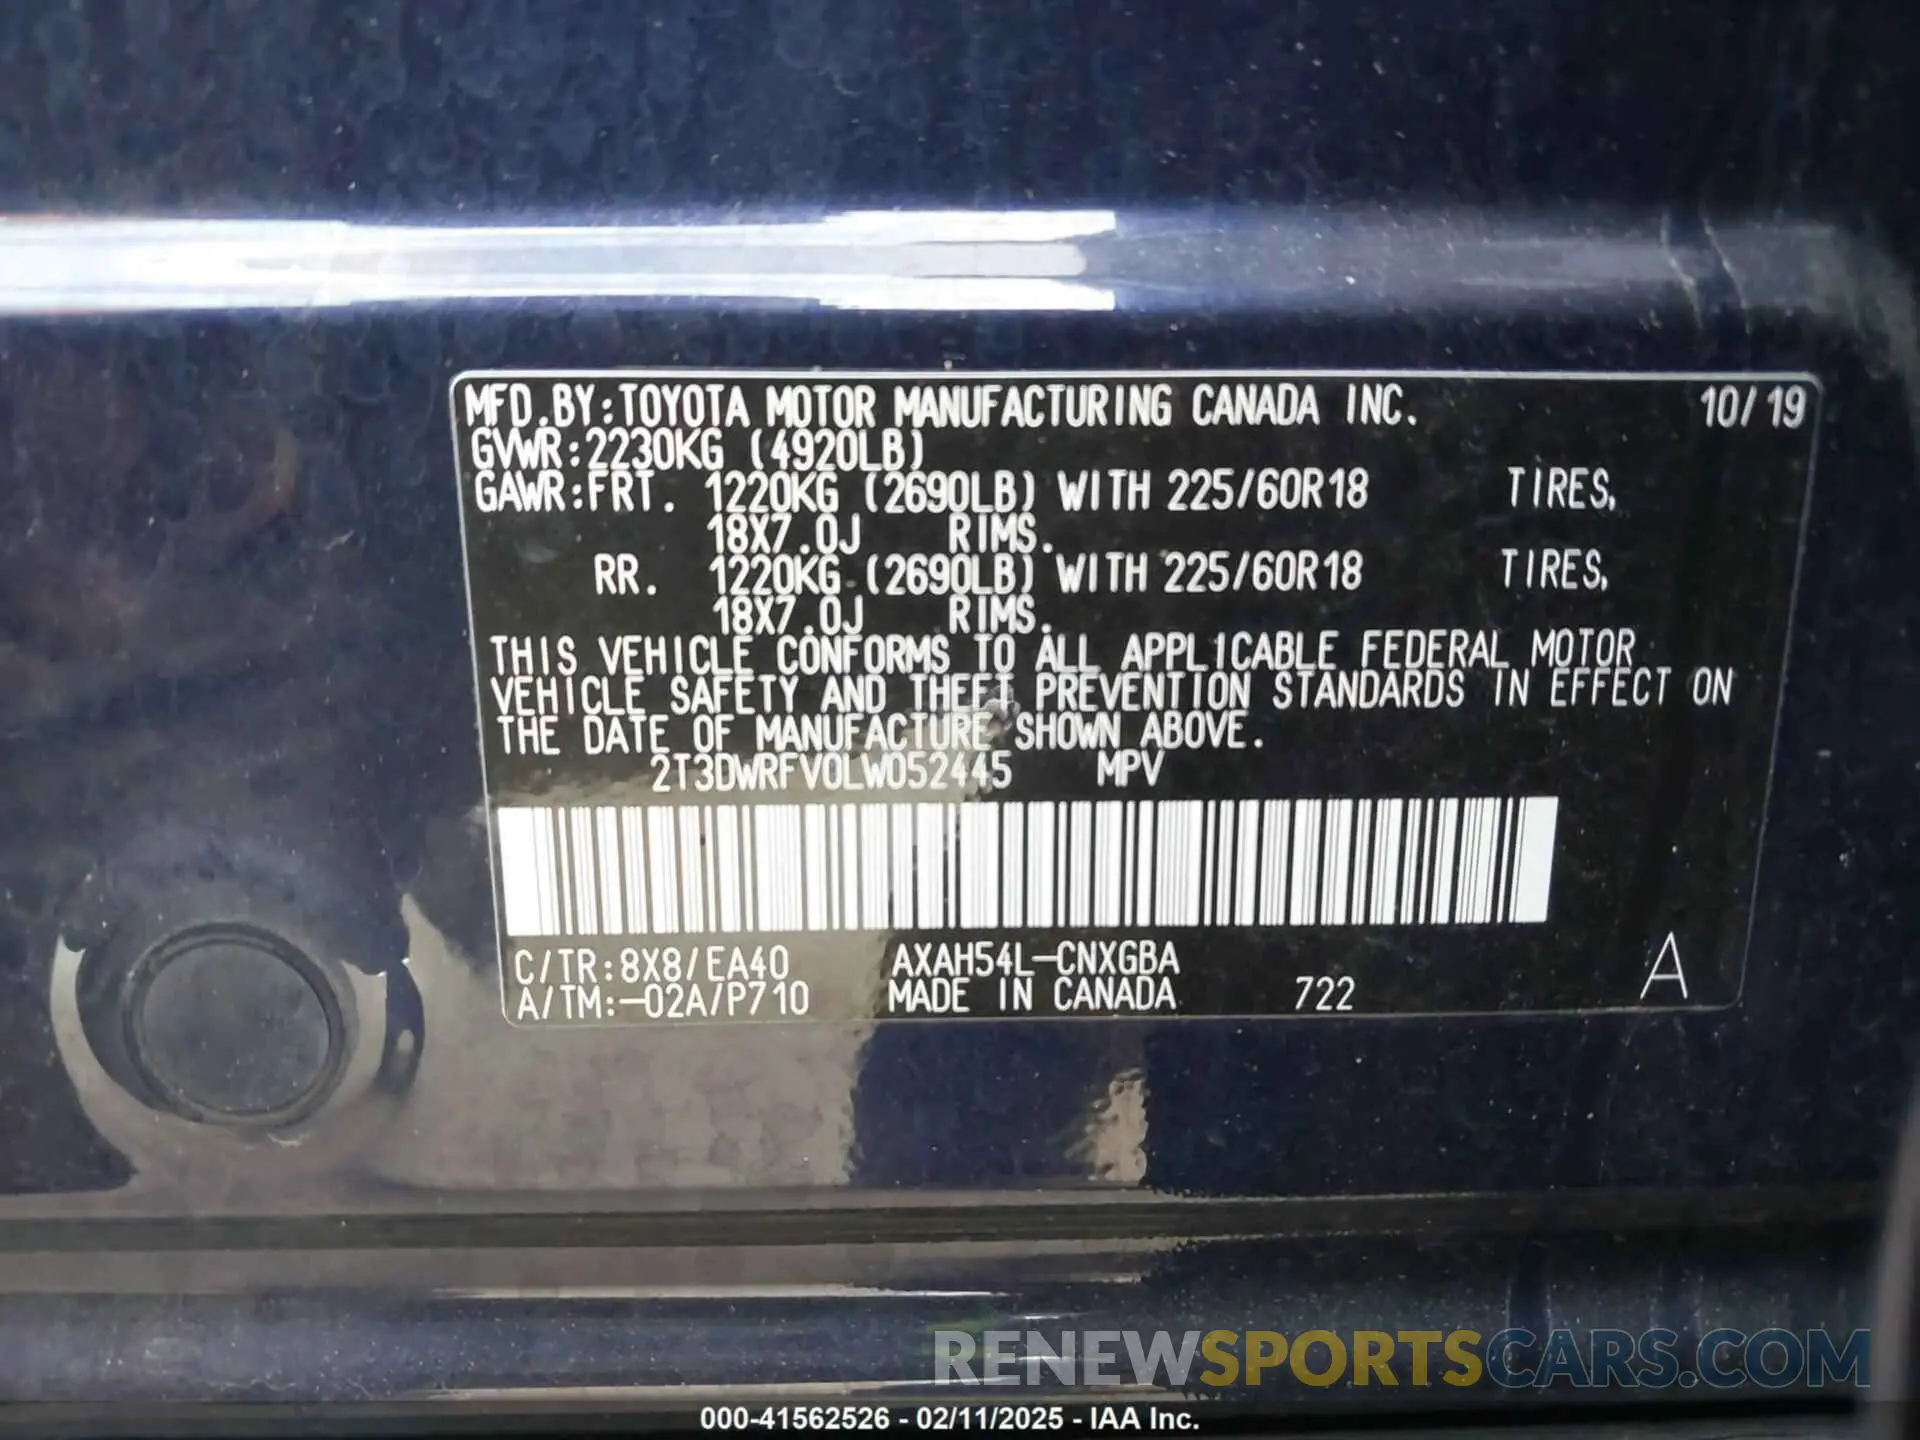 MFD.BY:TOYOTA MOTOR MANUFACTURING CANADA INC. 10/19
GVWR:2230KG (4920LB)
GAWR:FRT. 1220KG (2690LB) WITH 225/60R18 TIRES,
18X7.0J RIMS.
RR. 1220KG (2690LB) WITH 225/60R18 TIRES,
18X7.0J RIMS.
THIS VEHICLE CONFORMS TO ALL APPLICABLE FEDERAL MOTOR
VEHICLE SAFETY AND THEFT PREVENTION STANDARDS IN EFFECT ON
THE DATE OF MANUFACTURE SHOWN ABOVE.
2T3DWRFV0LW052445 MPV
C/TR:8X8/EA40 AXAH54L-CNXGBA A
A/TM:-02A/P710 MADE IN CANADA 722
RENEWSPORTSCARS.COM
000-41562526 - 02/11/2025 - IAA Inc.